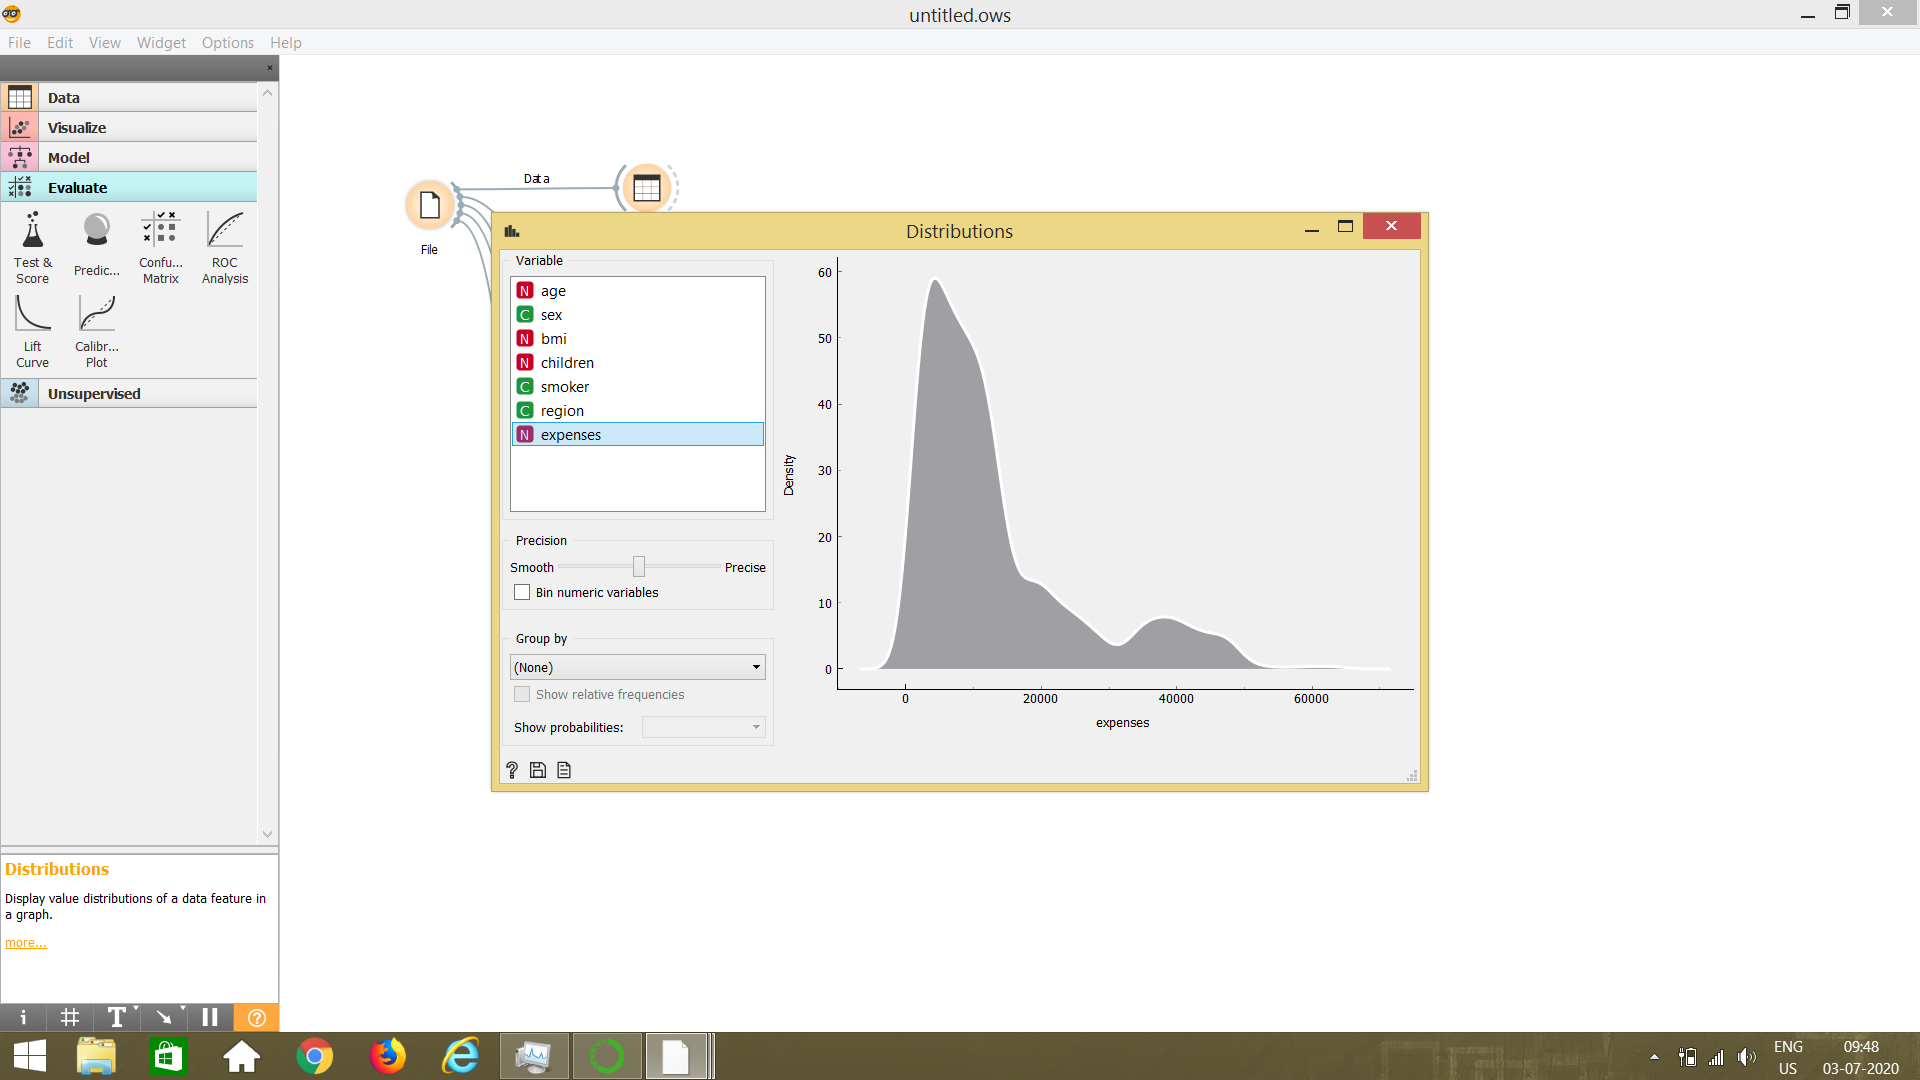 untitled.ows
File Edit View Widget Options Help
Data
Visualize
Model
Evaluate
Test & Score
Predic...
Confu... Matrix
ROC Analysis
Lift Curve
Calibr... Plot
Unsupervised
Data
File
Distributions
Variable
N age
C sex
N bmi
N children
C smoker
C region
N expenses
Precision
Smooth Precise
Bin numeric variables
Group by
(None)
Show relative frequencies
Show probabilities:
?
Density
60
50
40
30
20
10
0
0 20000 40000 60000
expenses
Distributions
Display value distributions of a data feature in
a graph.
more...
i # T ?
ENG
US
09:48
03-07-2020